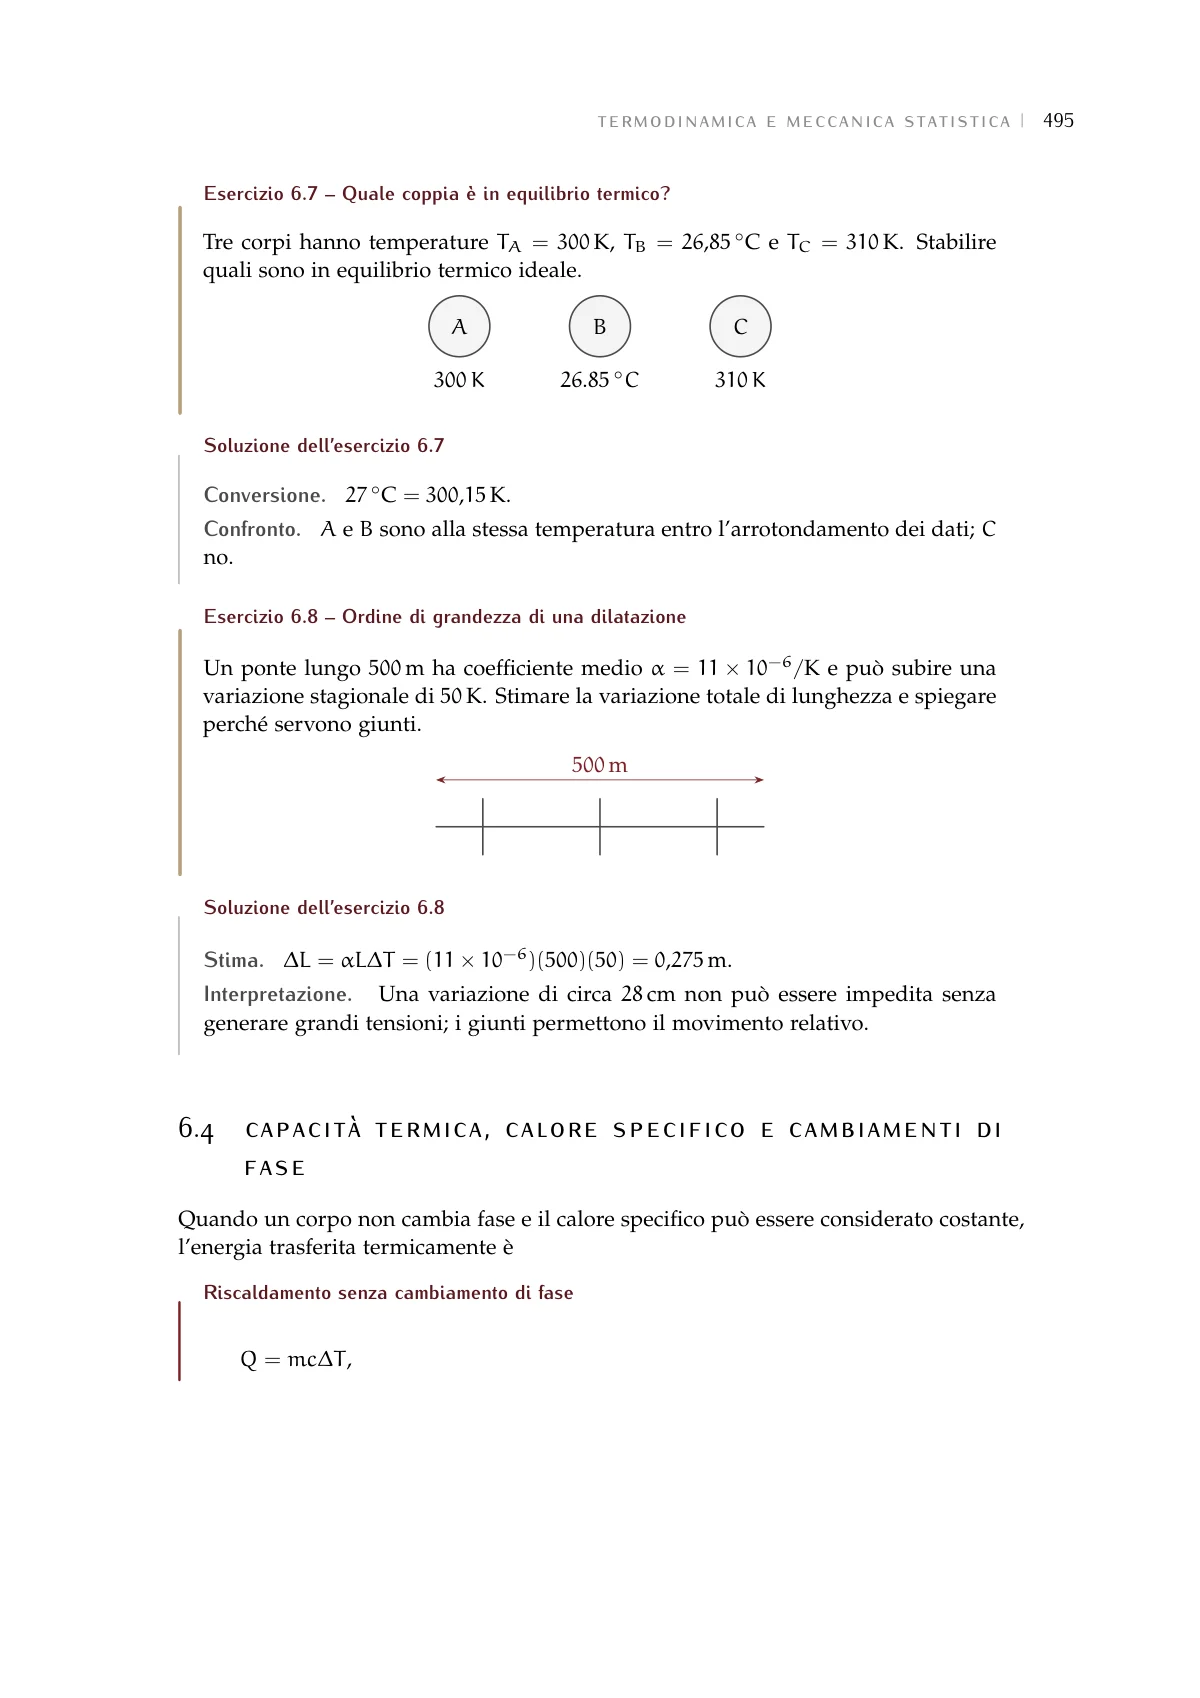 TERMODINAMICA E MECCANICA STATISTICA | 495
Esercizio 6.7 – Quale coppia è in equilibrio termico?
Tre corpi hanno temperature T_A = 300 K, T_B = 26,85 °C e T_C = 310 K. Stabilire
quali sono in equilibrio termico ideale.
A B C
300 K 26.85 °C 310 K
Soluzione dell'esercizio 6.7
Conversione. 27 °C = 300,15 K.
Confronto. A e B sono alla stessa temperatura entro l'arrotondamento dei dati; C
no.
Esercizio 6.8 – Ordine di grandezza di una dilatazione
Un ponte lungo 500 m ha coefficiente medio α = 11 × 10⁻⁶/K e può subire una
variazione stagionale di 50 K. Stimare la variazione totale di lunghezza e spiegare
perché servono giunti.
500 m
Soluzione dell'esercizio 6.8
Stima. ΔL = αLΔT = (11 × 10⁻⁶)(500)(50) = 0,275 m.
Interpretazione. Una variazione di circa 28 cm non può essere impedita senza
generare grandi tensioni; i giunti permettono il movimento relativo.
6.4 CAPACITÀ TERMICA, CALORE SPECIFICO E CAMBIAMENTI DI
FASE
Quando un corpo non cambia fase e il calore specifico può essere considerato costante,
l'energia trasferita termicamente è
Riscaldamento senza cambiamento di fase
Q = mcΔT,